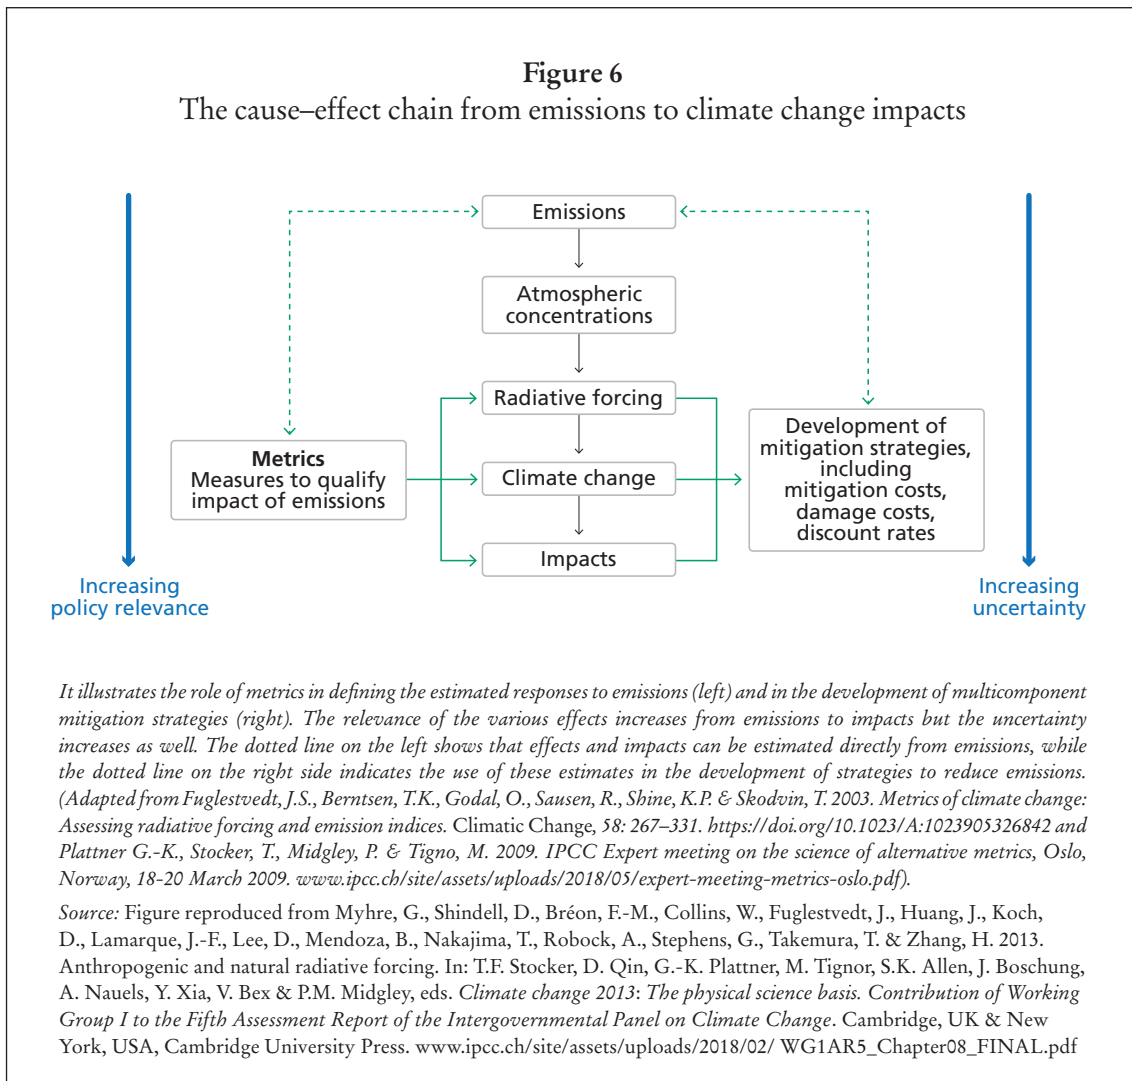 Figure 6
The cause–effect chain from emissions to climate change impacts
Emissions
Atmospheric
concentrations
Radiative forcing
Metrics
Measures to qualify
impact of emissions
Climate change
Impacts
Development of
mitigation strategies,
including
mitigation costs,
damage costs,
discount rates
Increasing
policy relevance
Increasing
uncertainty
It illustrates the role of metrics in defining the estimated responses to emissions (left) and in the development of multicomponent
mitigation strategies (right). The relevance of the various effects increases from emissions to impacts but the uncertainty
increases as well. The dotted line on the left shows that effects and impacts can be estimated directly from emissions, while
the dotted line on the right side indicates the use of these estimates in the development of strategies to reduce emissions.
(Adapted from Fuglestvedt, J.S., Berntsen, T.K., Godal, O., Sausen, R., Shine, K.P. & Skodvin, T. 2003. Metrics of climate change:
Assessing radiative forcing and emission indices. Climatic Change, 58: 267–331. https://doi.org/10.1023/A:1023905326842 and
Plattner G.-K., Stocker, T., Midgley, P. & Tigno, M. 2009. IPCC Expert meeting on the science of alternative metrics, Oslo,
Norway, 18-20 March 2009. www.ipcc.ch/site/assets/uploads/2018/05/expert-meeting-metrics-oslo.pdf).
Source: Figure reproduced from Myhre, G., Shindell, D., Bréon, F.-M., Collins, W., Fuglestvedt, J., Huang, J., Koch,
D., Lamarque, J.-F., Lee, D., Mendoza, B., Nakajima, T., Robock, A., Stephens, G., Takemura, T. & Zhang, H. 2013.
Anthropogenic and natural radiative forcing. In: T.F. Stocker, D. Qin, G.-K. Plattner, M. Tignor, S.K. Allen, J. Boschung,
A. Nauels, Y. Xia, V. Bex & P.M. Midgley, eds. Climate change 2013: The physical science basis. Contribution of Working
Group I to the Fifth Assessment Report of the Intergovernmental Panel on Climate Change. Cambridge, UK & New
York, USA, Cambridge University Press. www.ipcc.ch/site/assets/uploads/2018/02/ WG1AR5_Chapter08_FINAL.pdf